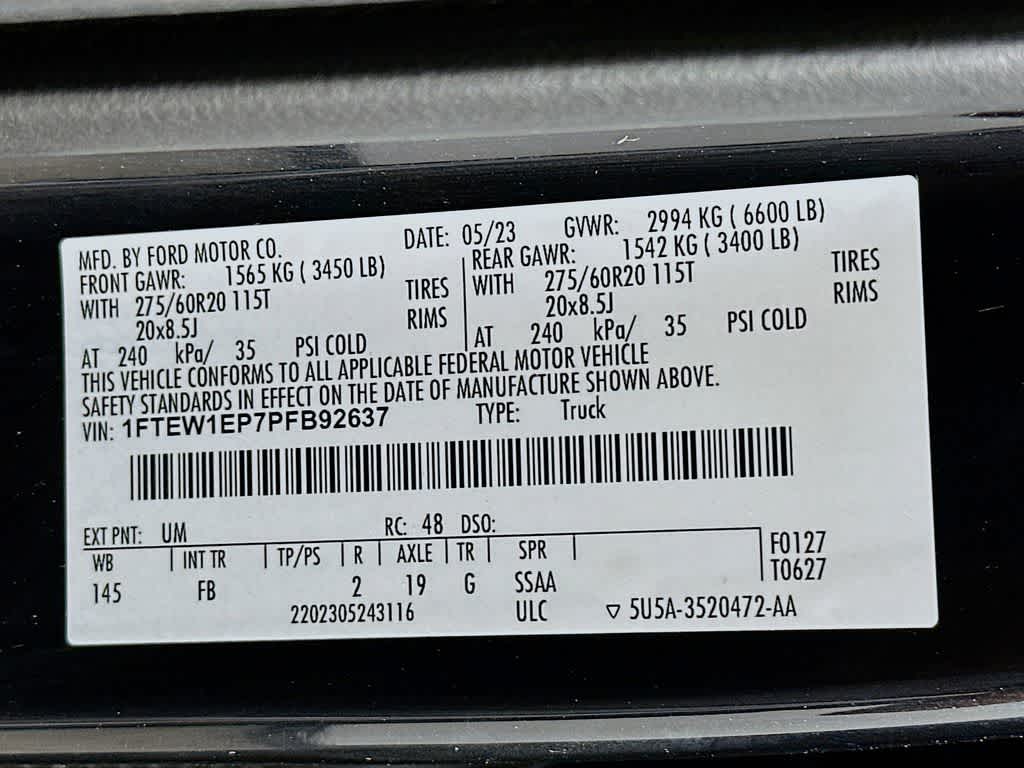 MFD. BY FORD MOTOR CO. DATE: 05/23 GVWR: 2994 KG ( 6600 LB)
FRONT GAWR: 1565 KG ( 3450 LB) REAR GAWR: 1542 KG ( 3400 LB)
WITH 275/60R20 115T TIRES WITH 275/60R20 115T TIRES
20x8.5J RIMS 20x8.5J RIMS
AT 240 kPa/ 35 PSI COLD AT 240 kPa/ 35 PSI COLD
THIS VEHICLE CONFORMS TO ALL APPLICABLE FEDERAL MOTOR VEHICLE
SAFETY STANDARDS IN EFFECT ON THE DATE OF MANUFACTURE SHOWN ABOVE.
VIN: 1FTEW1EP7PFB92637 TYPE: Truck
EXT PNT: UM RC: 48 DSO:
WB INT TR TP/PS R AXLE TR SPR F0127
145 FB 2 19 G SSAA T0627
2202305243116 ULC ▽ 5U5A-3520472-AA